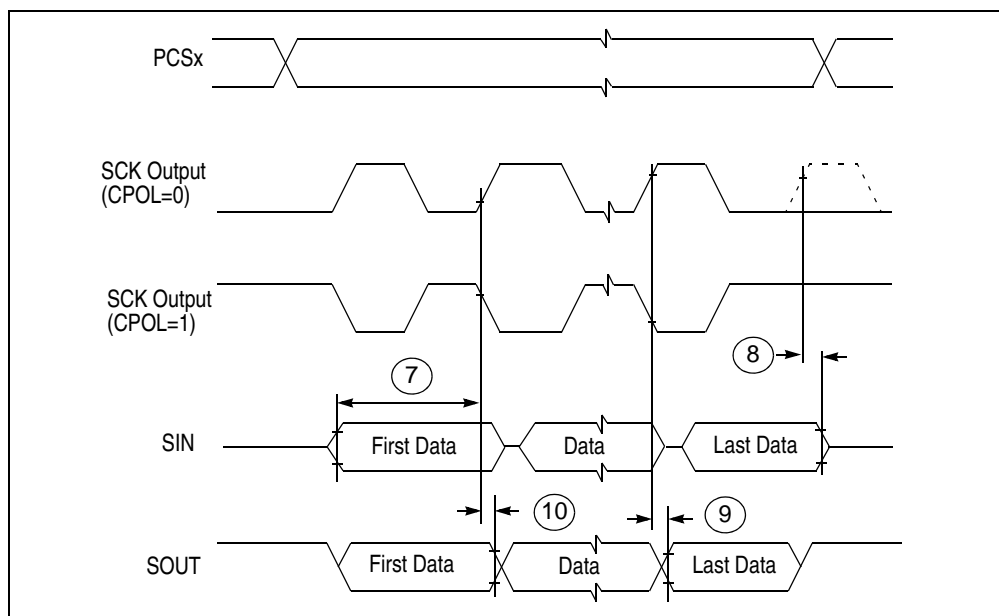 PCSx
SCK Output
(CPOL=0)
SCK Output
(CPOL=1)
8
7
SIN
First Data
Data
Last Data
10
9
SOUT
First Data
Data
Last Data